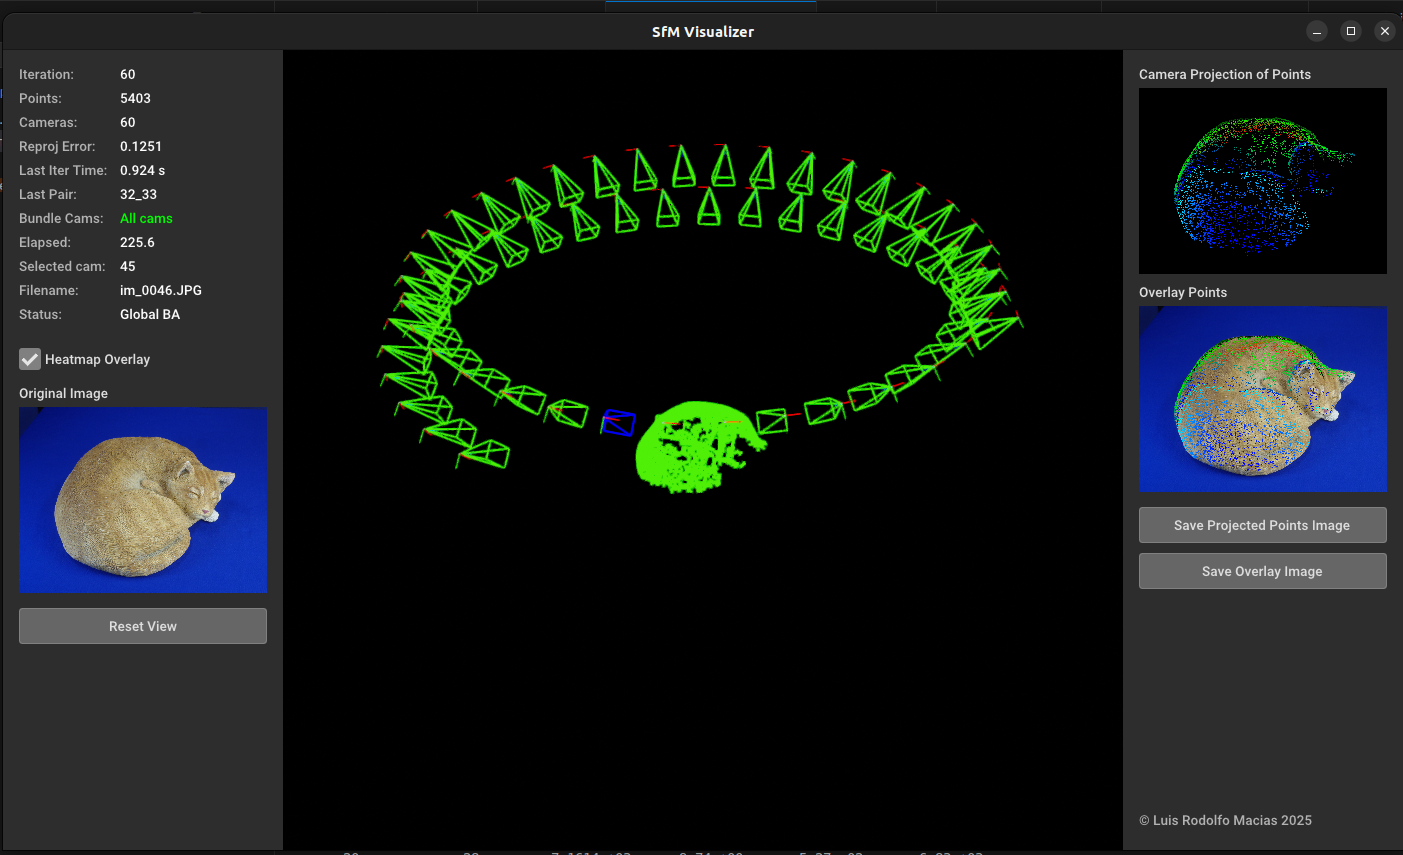 SfM Visualizer
Iteration: 60
Points: 5403
Cameras: 60
Reproj Error: 0.1251
Last Iter Time: 0.924 s
Last Pair: 32_33
Bundle Cams: All cams
Elapsed: 225.6
Selected cam: 45
Filename: im_0046.JPG
Status: Global BA
Heatmap Overlay
Original Image
Reset View
Camera Projection of Points
Overlay Points
Save Projected Points Image
Save Overlay Image
© Luis Rodolfo Macias 2025